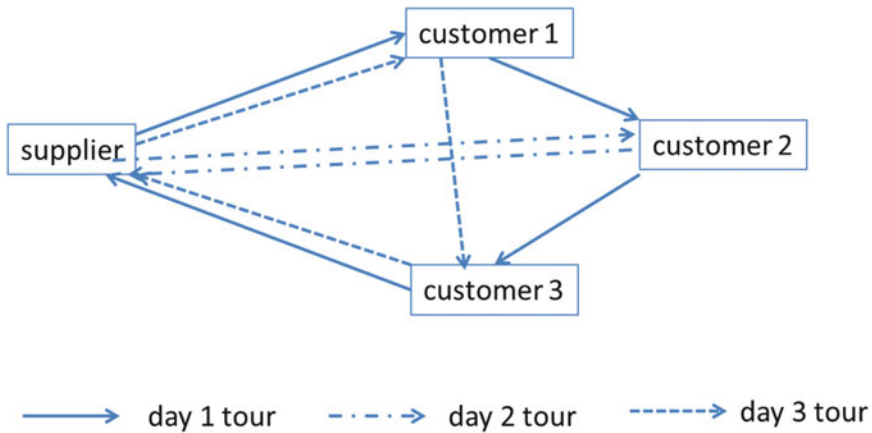 customer 1
supplier
customer 2
customer 3
day 1 tour
day 2 tour
day 3 tour